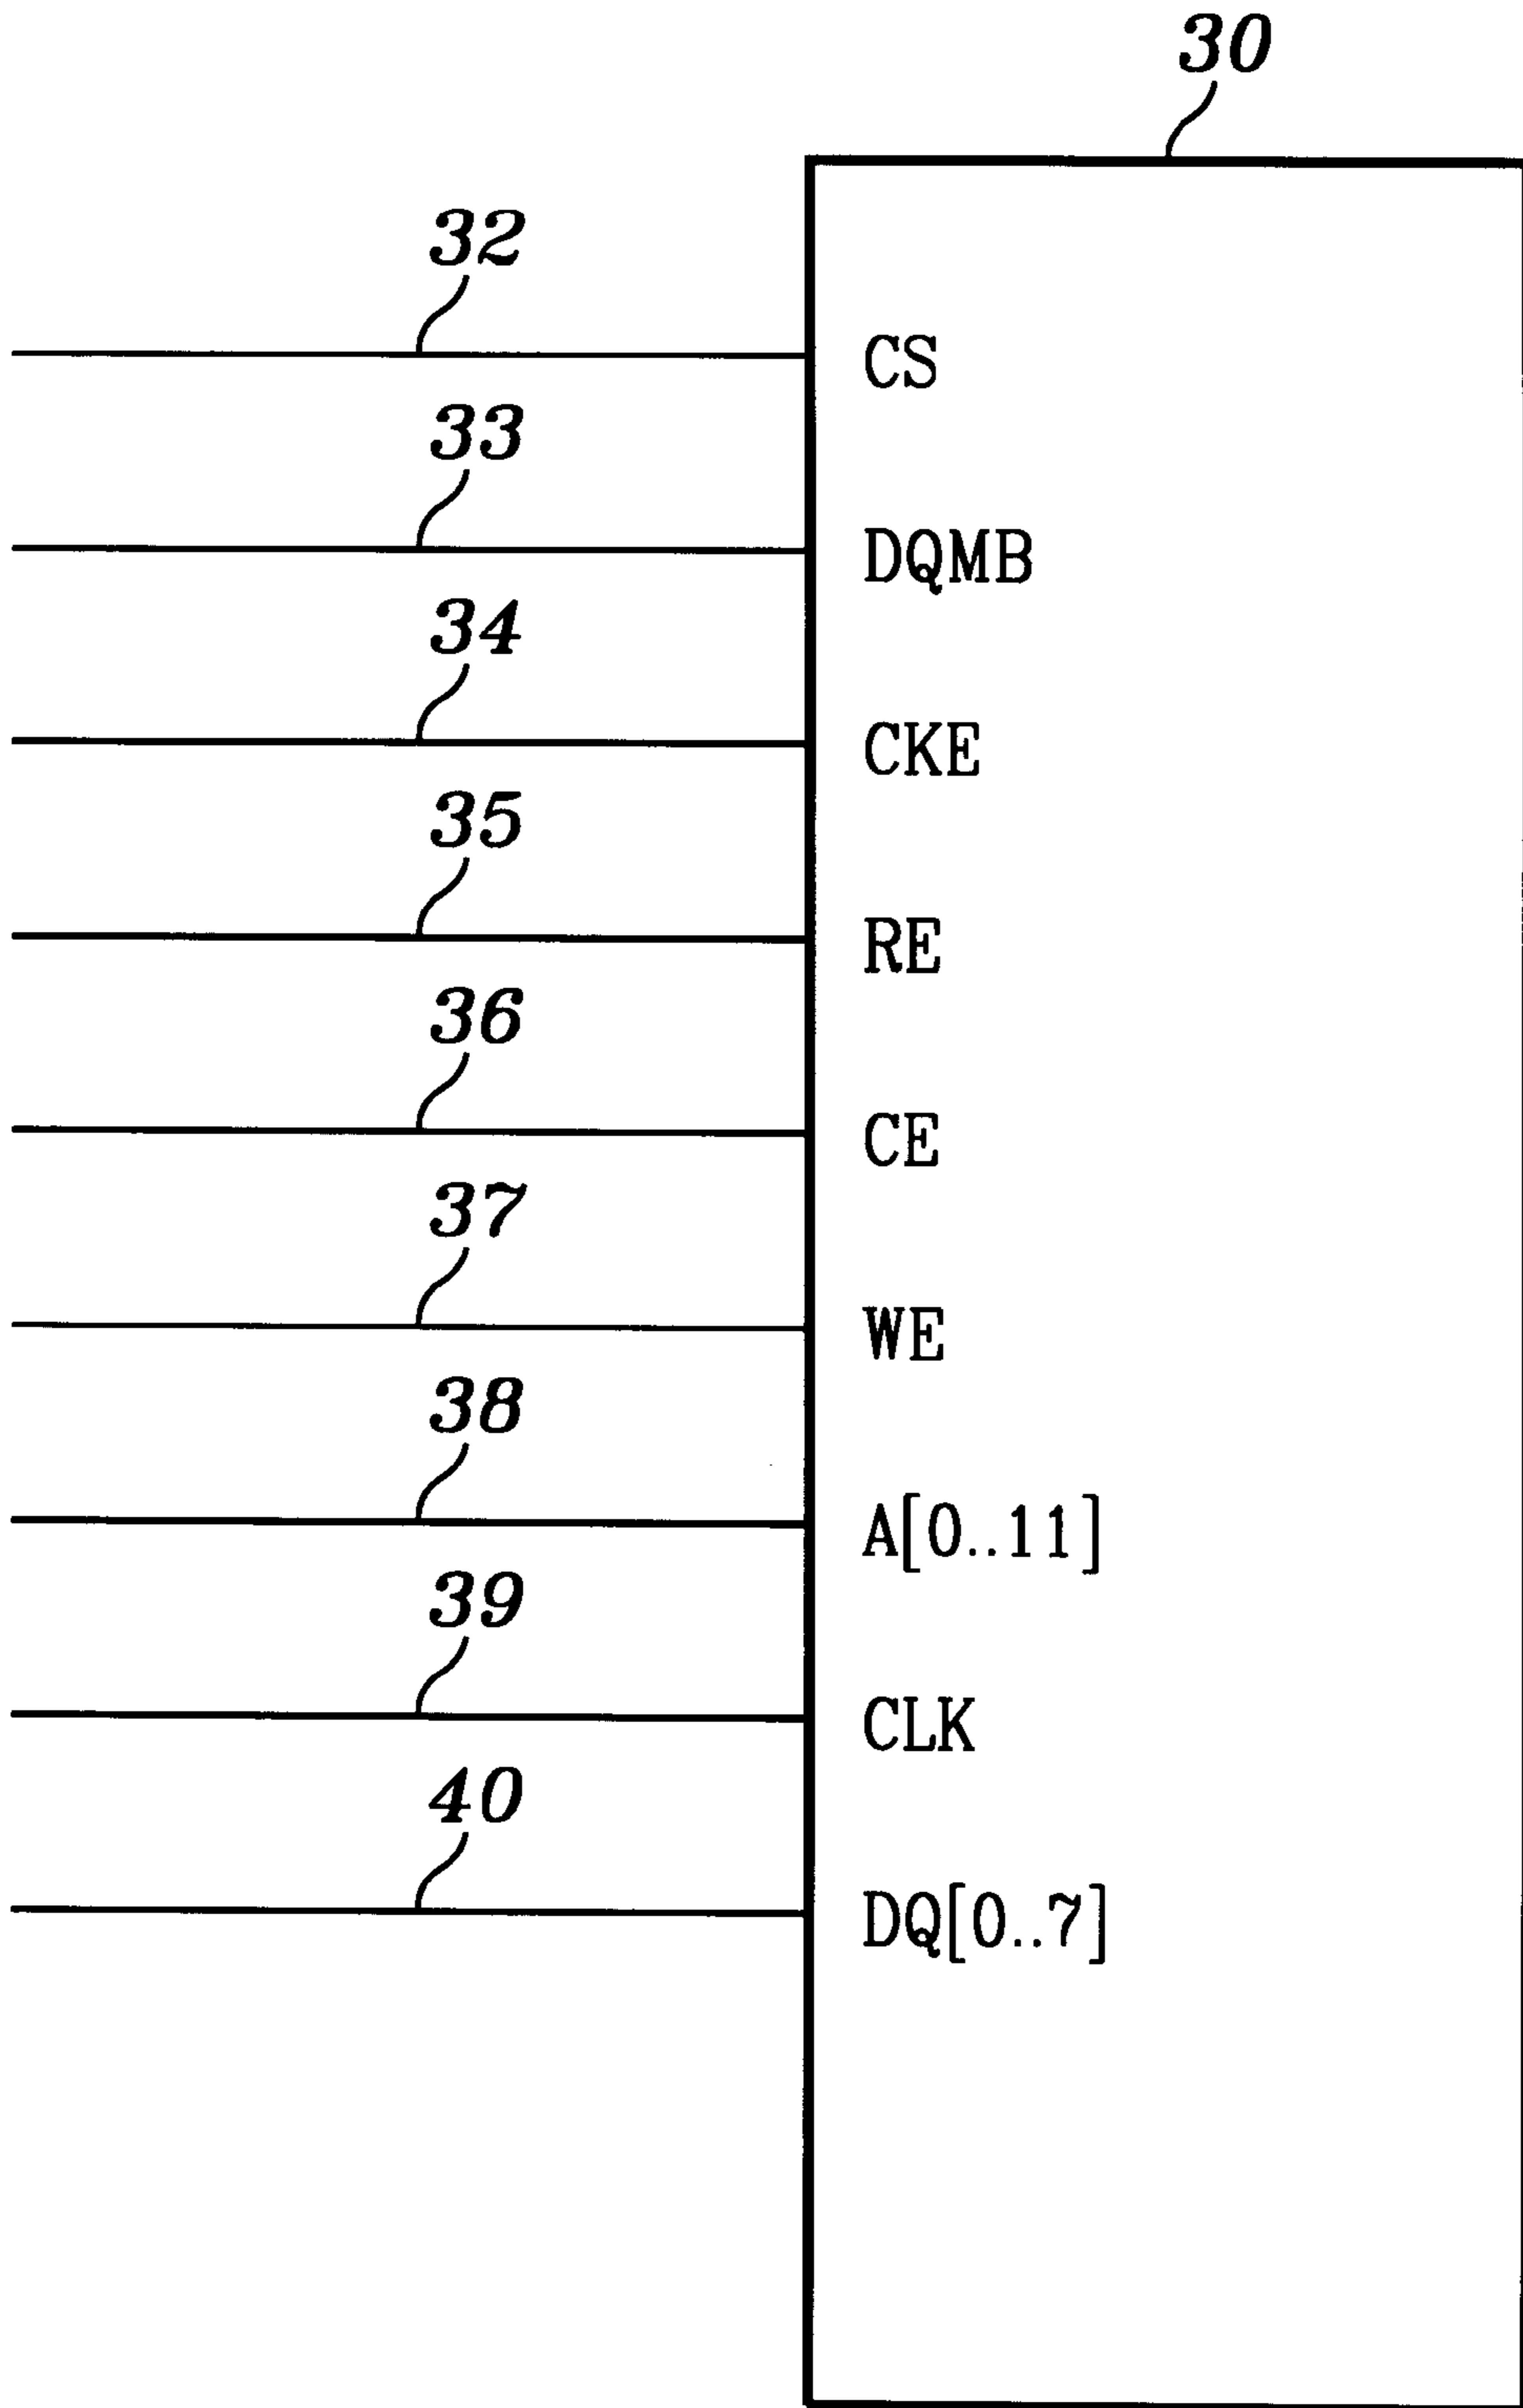 30
32
CS
33
DQMB
34
CKE
35
RE
36
CE
37
WE
38
A[0..11]
39
CLK
40
DQ[0..7]